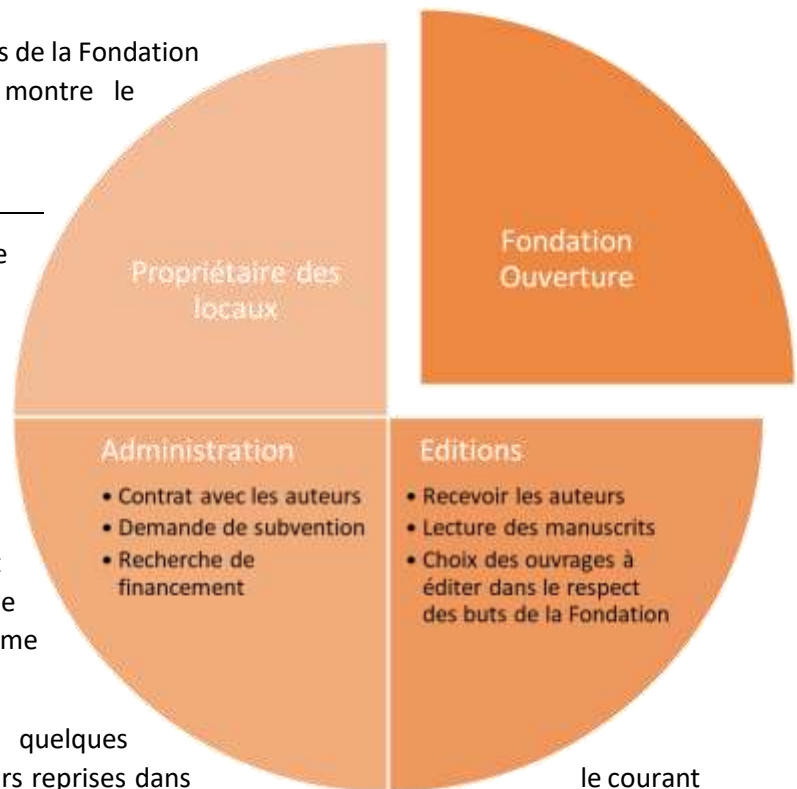 s de la Fondation
montre le
e
Propriétaire des
locaux
Fondation
Ouverture
Administration
• Contrat avec les auteurs
• Demande de subvention
• Recherche de
financement
Editions
• Recevoir les auteurs
• Lecture des manuscrits
• Choix des ouvrages à
éditer dans le respect
des buts de la Fondation
e
me
quelques
rs reprises dans le courant